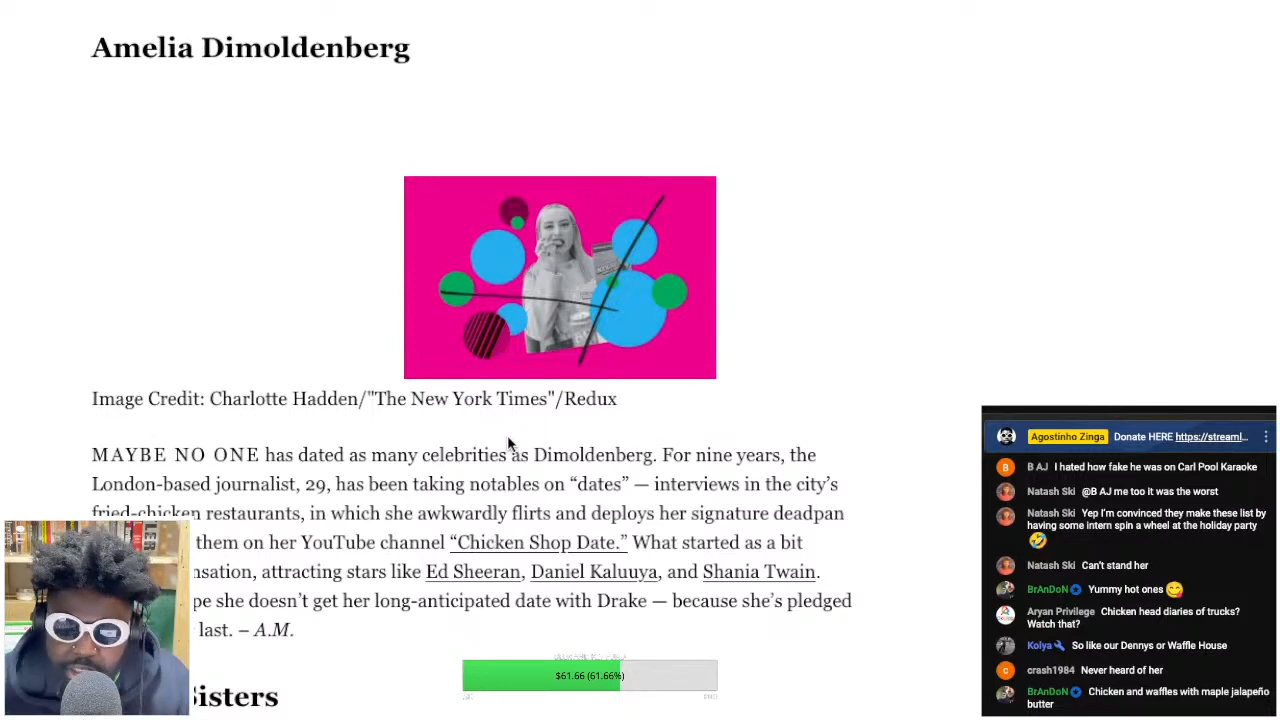 Amelia Dimoldenberg
Image Credit: Charlotte Hadden/"The New York Times"/Redux
MAYBE NO ONE has dated as many celebrities as Dimoldenberg. For nine years, the
London-based journalist, 29, has been taking notables on “dates” — interviews in the city’s
fried-chicken restaurants, in which she awkwardly flirts and deploys her signature deadpan
them on her YouTube channel “Chicken Shop Date.” What started as a bit
nsation, attracting stars like Ed Sheeran, Daniel Kaluuya, and Shania Twain.
pe she doesn’t get her long-anticipated date with Drake — because she’s pledged
last. – A.M.
isters
$61.66 (61.66%)
Agostinho Zinga Donate HERE https://streaml...
B AJ I hated how fake he was on Carl Pool Karaoke
Natash Ski @B AJ me too it was the worst
Natash Ski Yep I’m convinced they make these list by
having some intern spin a wheel at the holiday party
🤣
Natash Ski Can’t stand her
BrAnDoN Yummy hot ones 😋
Aryan Privilege Chicken head diaries of trucks?
Watch that?
Kolya So like our Dennys or Waffle House
crash1984 Never heard of her
BrAnDoN Chicken and waffles with maple jalapeño
butter